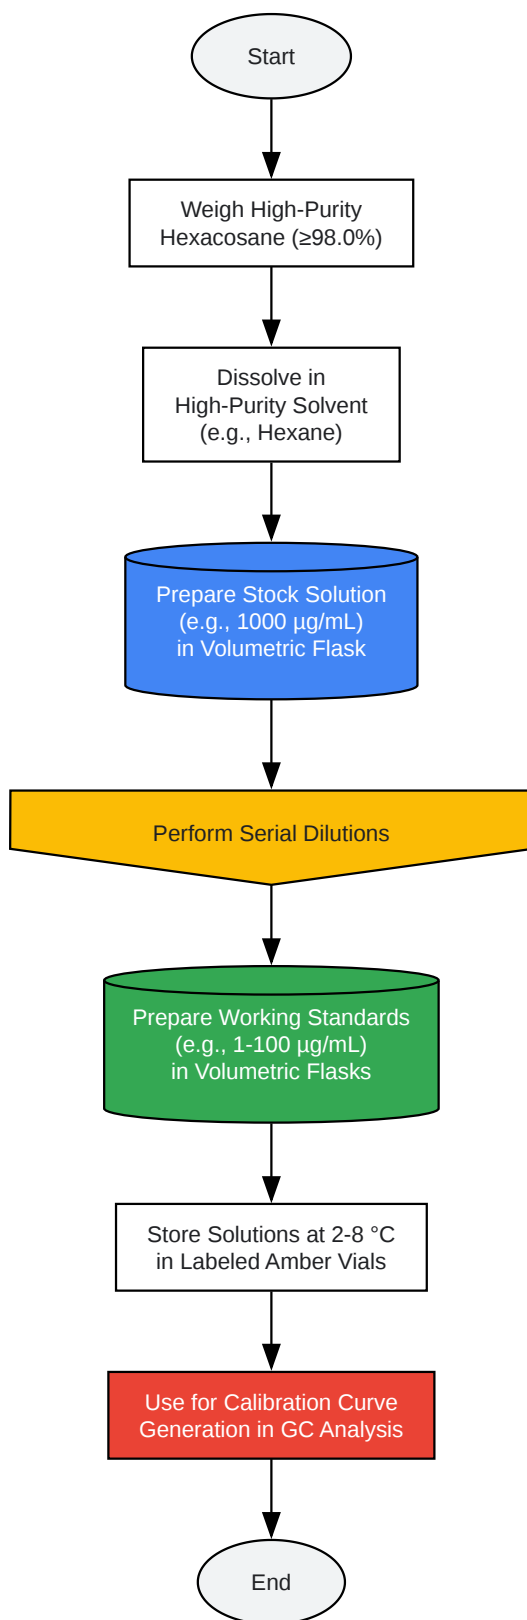 Start
Weigh High-Purity
Hexacosane (≥98.0%)
Dissolve in
High-Purity Solvent
(e.g., Hexane)
Prepare Stock Solution
(e.g., 1000 µg/mL)
in Volumetric Flask
Perform Serial Dilutions
Prepare Working Standards
(e.g., 1-100 µg/mL)
in Volumetric Flasks
Store Solutions at 2-8 °C
in Labeled Amber Vials
Use for Calibration Curve
Generation in GC Analysis
End